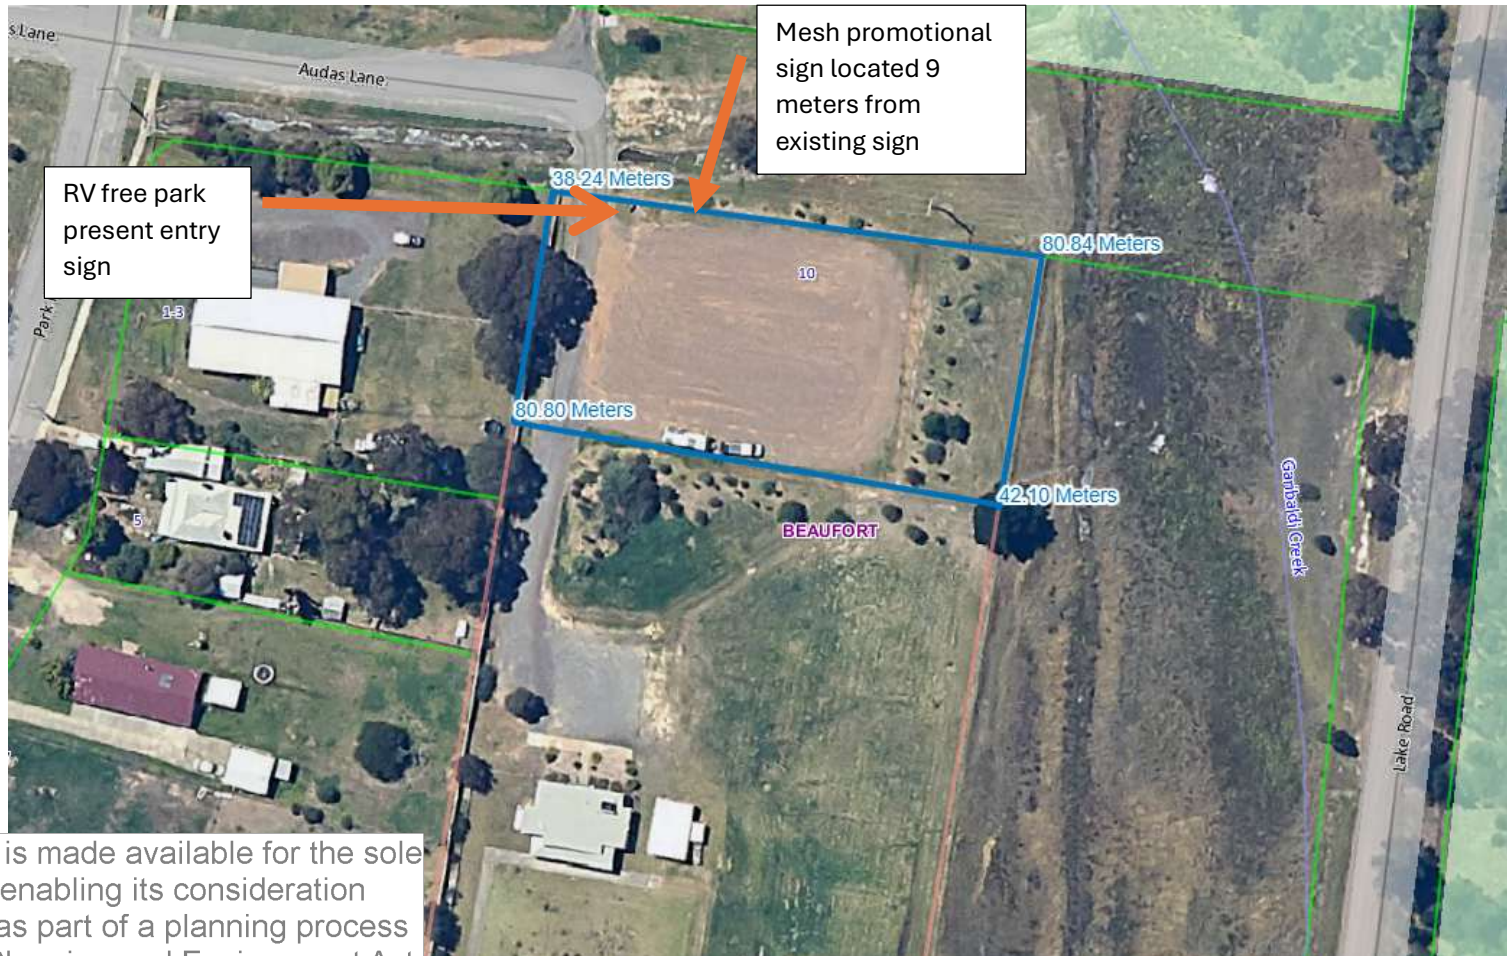 s Lane
Audas Lane
Mesh promotional
sign located 9
meters from
existing sign
38.24 Meters
RV free park
present entry
sign
80.84 Meters
10
1-3
Park
80.80 Meters
42.10 Meters
5
BEAUFORT
Garibaldi Creek
Lake Road
is made available for the sole
enabling its consideration
as part of a planning process